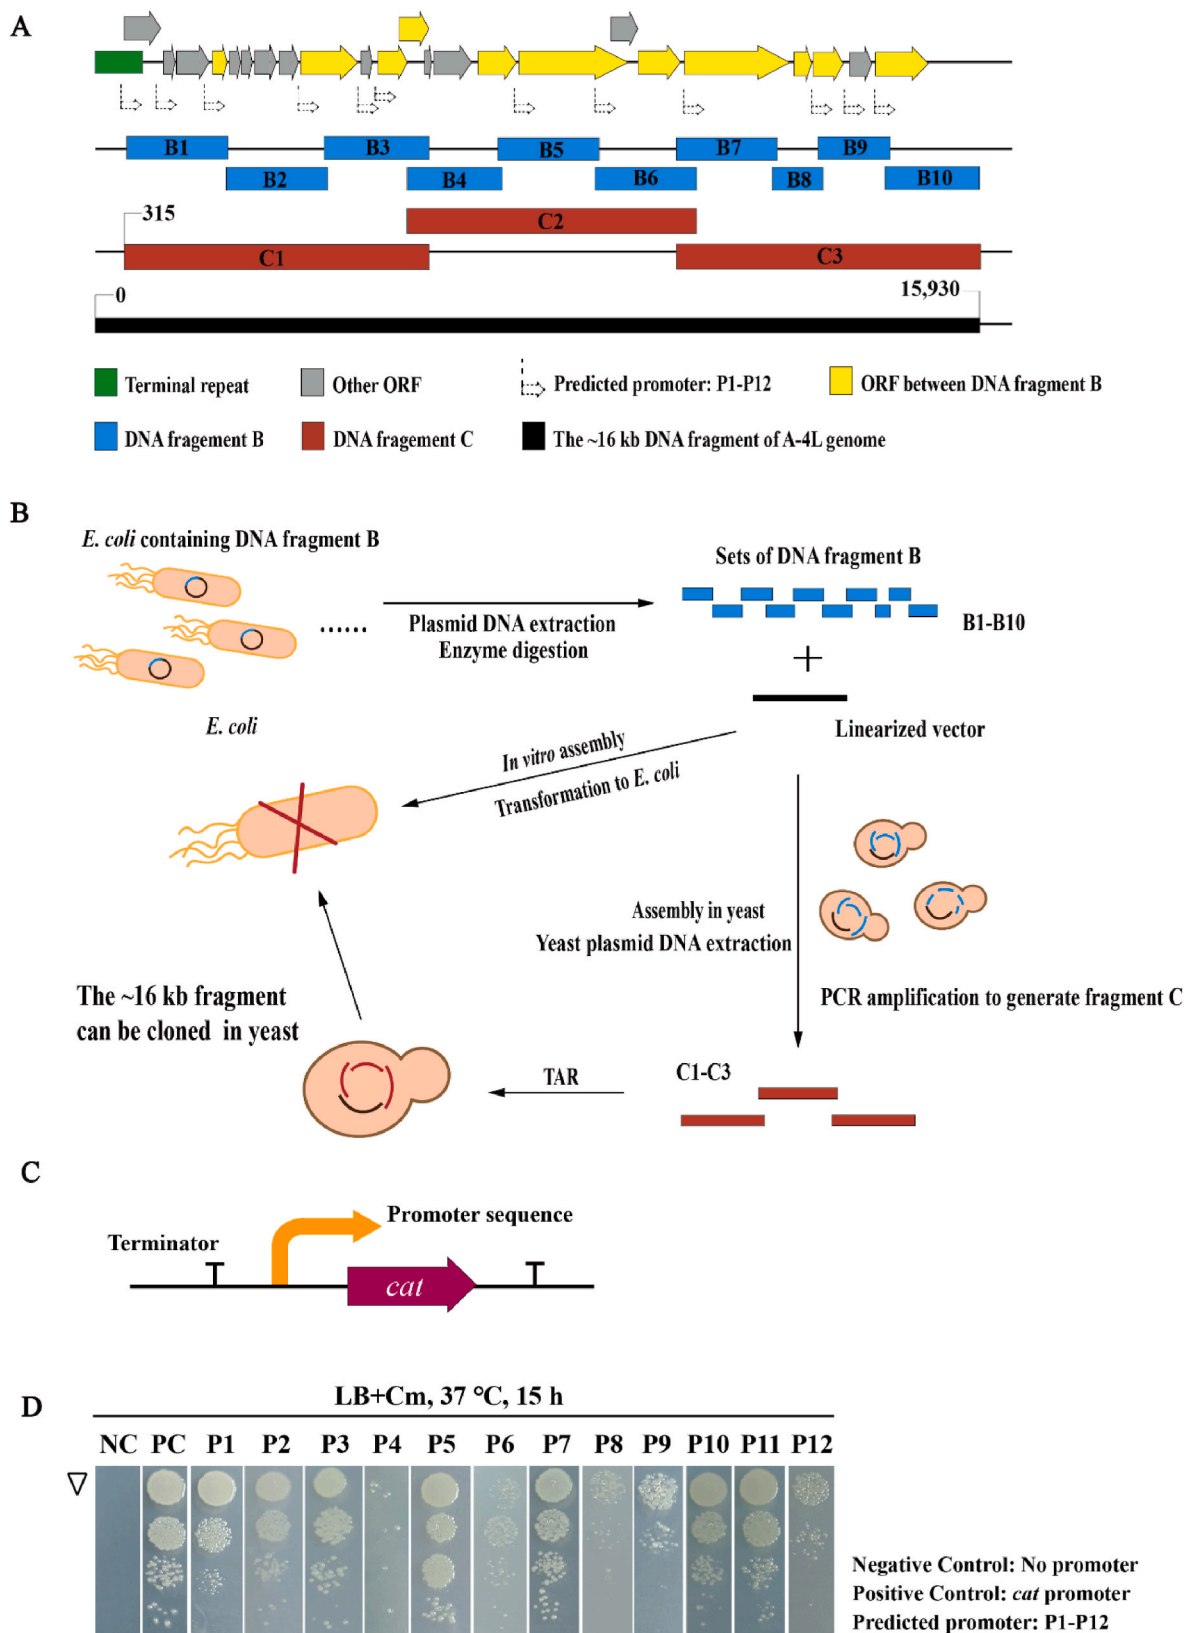 A
B1
B3
B5
B7
B9
B2
B4
B6
B8
B10
315
C2
C1
C3
0
15,930
Terminal repeat
Other ORF
Predicted promoter: P1-P12
ORF between DNA fragment B
DNA fragement B
DNA fragement C
The ~16 kb DNA fragment of A-4L genome
B
E. coli containing DNA fragment B
......
Plasmid DNA extraction
Enzyme digestion
Sets of DNA fragment B
B1-B10
+
Linearized vector
E. coli
In vitro assembly
Transformation to E. coli
Assembly in yeast
Yeast plasmid DNA extraction
PCR amplification to generate fragment C
The ~16 kb fragment
can be cloned in yeast
TAR
C1-C3
C
Promoter sequence
Terminator
cat
D
LB+Cm, 37 °C, 15 h
NC PC P1 P2 P3 P4 P5 P6 P7 P8 P9 P10 P11 P12
Negative Control: No promoter
Positive Control: cat promoter
Predicted promoter: P1-P12